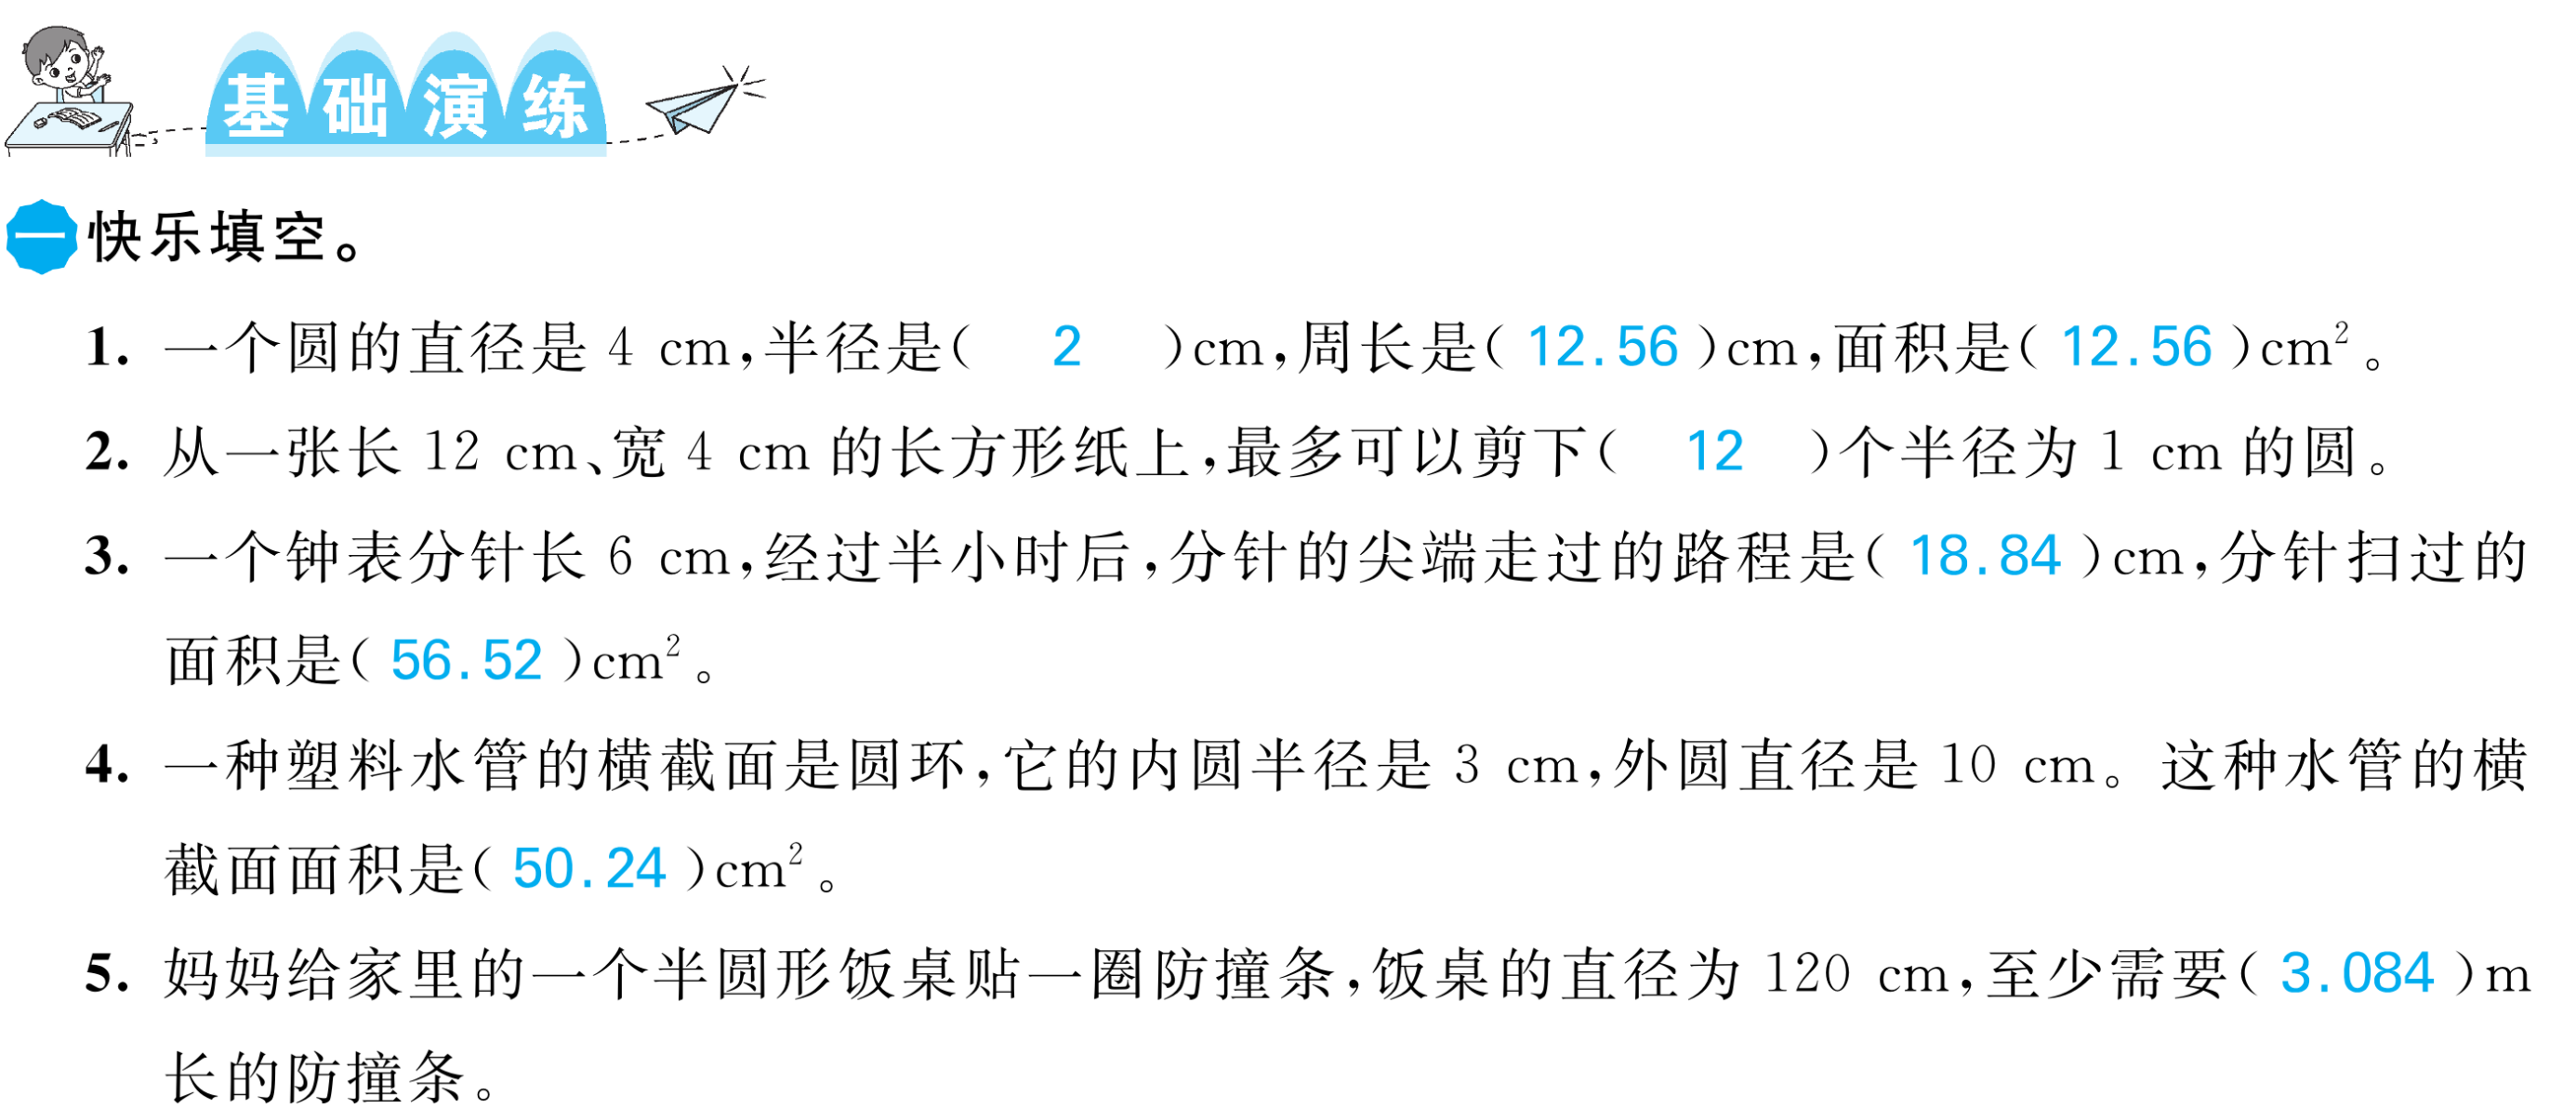 基础演练
一 快乐填空。
1. 一个圆的直径是 4 cm,半径是( 2 )cm,周长是( 12.56 )cm,面积是( 12.56 )cm²。
2. 从一张长 12 cm、宽 4 cm 的长方形纸上,最多可以剪下( 12 )个半径为 1 cm 的圆。
3. 一个钟表分针长 6 cm,经过半小时后,分针的尖端走过的路程是( 18.84 )cm,分针扫过的
面积是( 56.52 )cm²。
4. 一种塑料水管的横截面是圆环,它的内圆半径是 3 cm,外圆直径是 10 cm。这种水管的横
截面面积是( 50.24 )cm²。
5. 妈妈给家里的一个半圆形饭桌贴一圈防撞条,饭桌的直径为 120 cm,至少需要( 3.084 )m
长的防撞条。